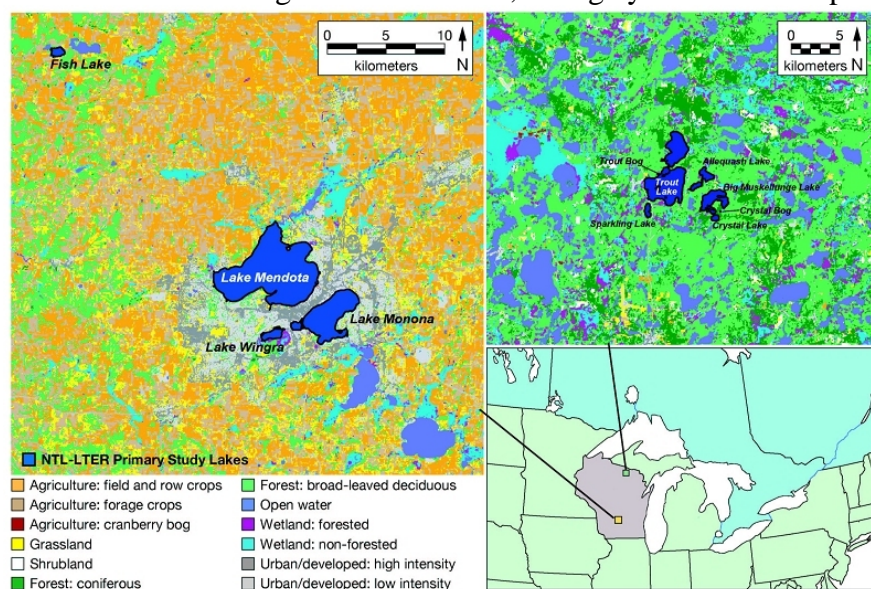 0 5 10
kilometers
N
Fish Lake
Lake Mendota
Lake Monona
Lake Wingra
NTL-LTER Primary Study Lakes
0 5
kilometers
N
Trout Bog
Allequash Lake
Trout
Lake
Big Muskellunge Lake
Crystal Bog
Sparkling Lake
Crystal Lake
Agriculture: field and row crops
Agriculture: forage crops
Agriculture: cranberry bog
Grassland
Shrubland
Forest: coniferous
Forest: broad-leaved deciduous
Open water
Wetland: forested
Wetland: non-forested
Urban/developed: high intensity
Urban/developed: low intensity